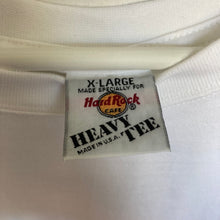 X-LARGE
MADE SPECIALLY FOR
Hard Rock
CAFE
HEAVY TEE
MADE IN U.S.A.